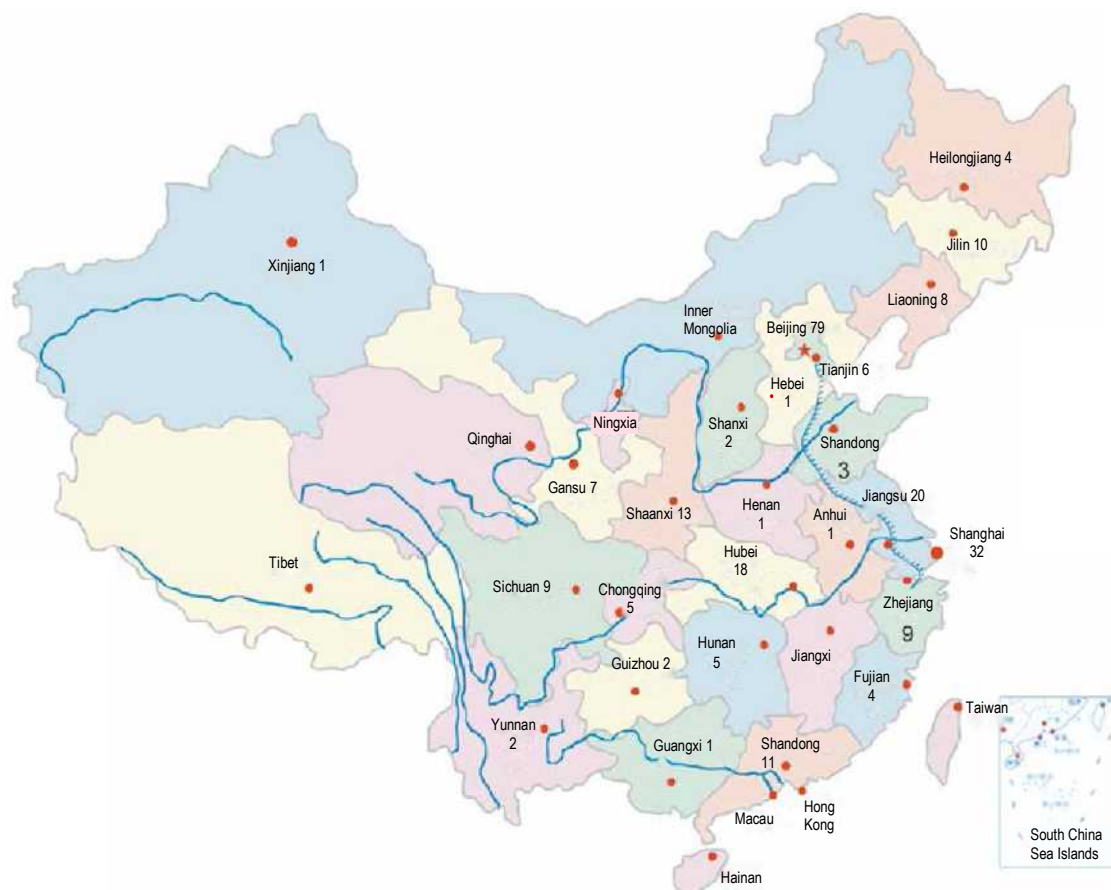 Heilongjiang 4
Jilin 10
Xinjiang 1
Liaoning 8
Inner
Mongolia
Beijing 79
Tianjin 6
Hebei
1
Ningxia
Shanxi
2
Qinghai
Shandong
3
Gansu 7
Shaanxi 13
Henan
1
Jiangsu 20
Anhui
1
Shanghai
32
Hubei
18
Tibet
Sichuan 9
Chongqing
5
Zhejiang
9
Hunan
5
Jiangxi
Guizhou 2
Fujian
4
Taiwan
Yunnan
2
Guangxi 1
Shandong
11
Macau
Hong
Kong
South China
Sea Islands
Hainan